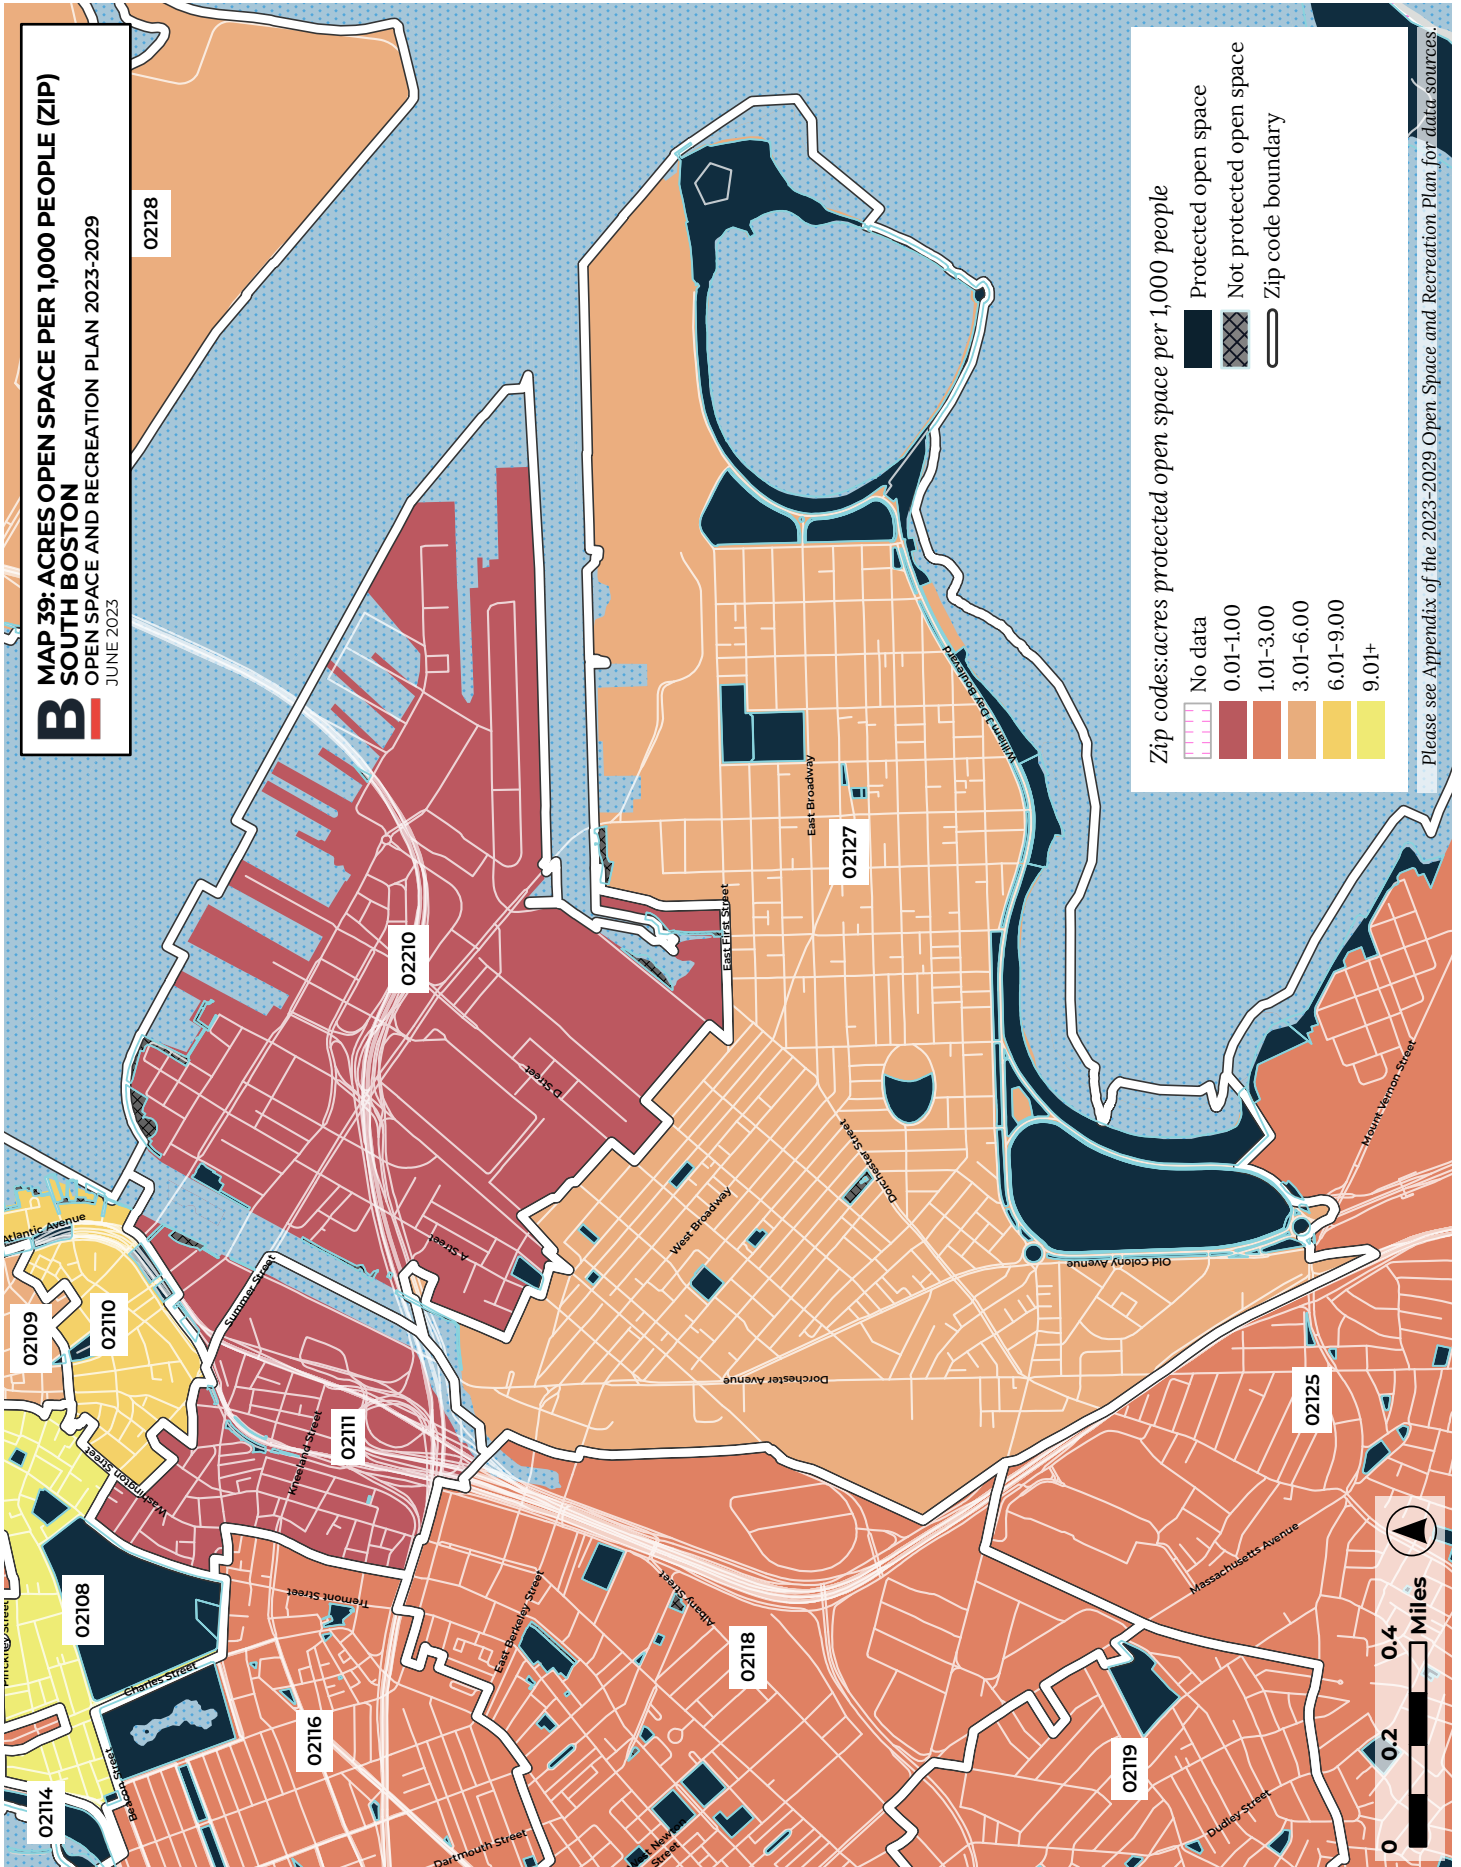 B
MAP 39: ACRES OPEN SPACE PER 1,000 PEOPLE (ZIP)
SOUTH BOSTON
OPEN SPACE AND RECREATION PLAN 2023-2029
JUNE 2023
02128
02210
02127
02109
02110
02111
02108
02114
02116
02118
02119
02125
Atlantic Avenue
Summer Street
A Street
D Street
East First Street
East Broadway
William J Day Boulevard
West Broadway
Dorchester Street
Old Colony Avenue
Dorchester Avenue
Mount Vernon Street
Massachusetts Avenue
Washington Street
Kneeland Street
Tremont Street
Charles Street
Beacon Street
Pinckney Street
East Berkeley Street
Albany Street
Dartmouth Street
West Newton
Street
Dudley Street
Zip codes:acres protected open space per 1,000 people
No data
0.01-1.00
1.01-3.00
3.01-6.00
6.01-9.00
9.01+
Protected open space
Not protected open space
Zip code boundary
Please see Appendix of the 2023-2029 Open Space and Recreation Plan for data sources.
0 0.2 0.4
Miles